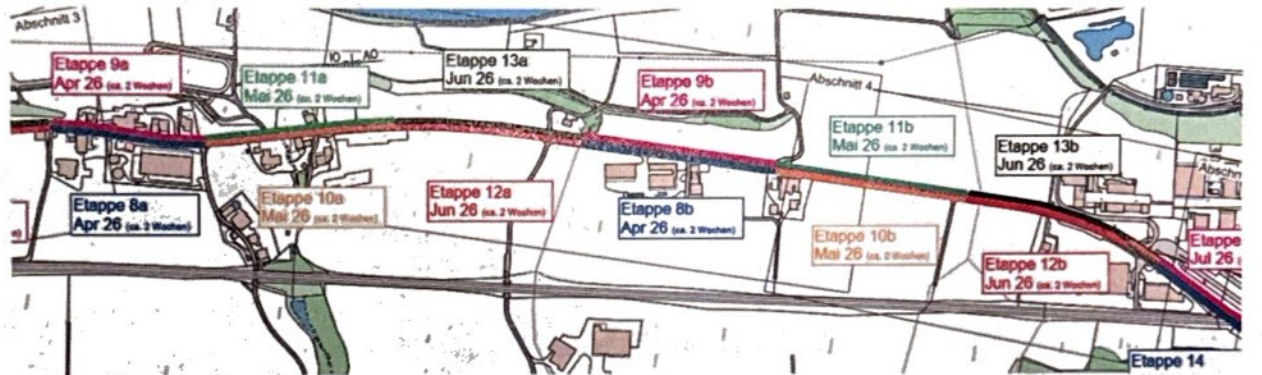 Abschnitt 3
Etappe 9a
Apr 26 (ca. 2 Wochen)
Etappe 11a
Mai 26 (ca. 2 Wochen)
Etappe 13a
Jun 26 (ca. 2 Wochen)
Etappe 9b
Apr 26 (ca. 2 Wochen)
Abschnitt 4
Etappe 11b
Mai 26 (ca. 2 Wochen)
Etappe 13b
Jun 26 (ca. 2 Wochen)
Abschn
Etappe 8a
Apr 26 (ca. 2 Wochen)
Etappe 10a
Mai 26 (ca. 2 Wochen)
Etappe 12a
Jun 26 (ca. 2 Wochen)
Etappe 8b
Apr 26 (ca. 2 Wochen)
Etappe 10b
Mai 26 (ca. 2 Wochen)
Etappe 12b
Jun 26 (ca. 2 Wochen)
Etappe
Jul 26 (
Etappe 14